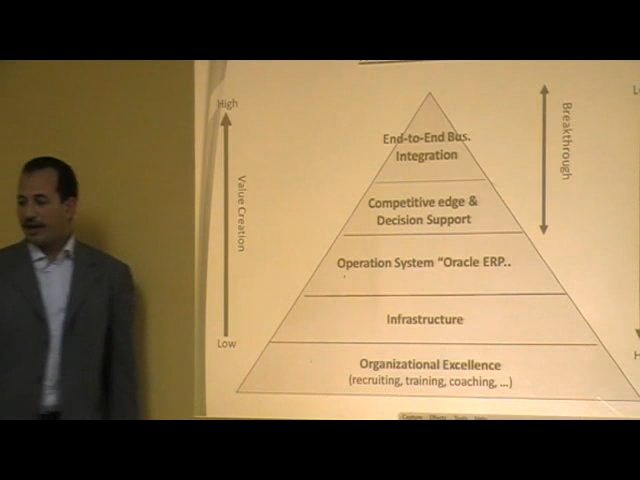 High
Value Creation
Low
End-to-End Bus.
Integration
Competitive edge &
Decision Support
Operation System “Oracle ERP..
Infrastructure
Organizational Excellence
(recruiting, training, coaching, ...)
Breakthrough